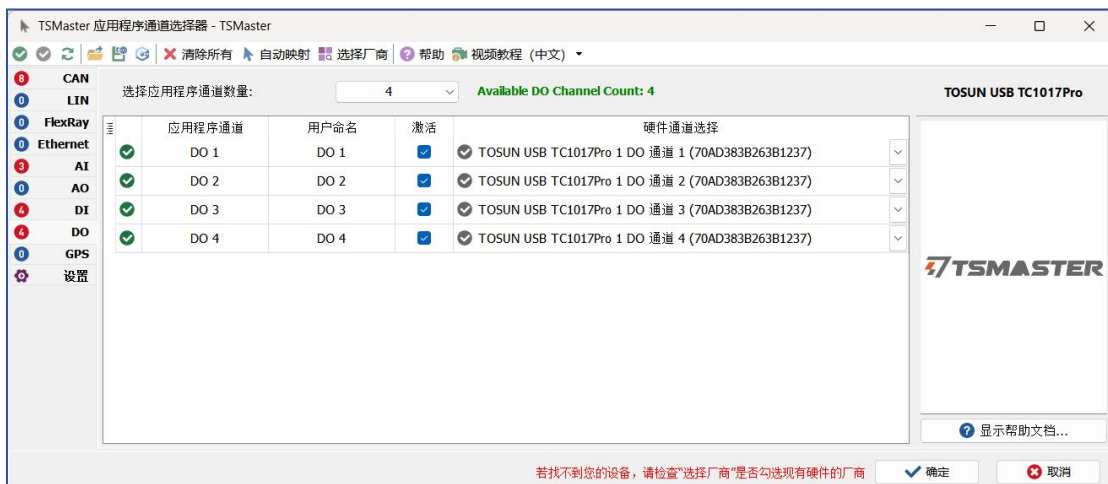 TSMaster 应用程序通道选择器 - TSMaster
清除所有 自动映射 选择厂商 帮助 视频教程 (中文)
8 CAN
0 LIN
0 FlexRay
0 Ethernet
3 AI
0 AO
4 DI
4 DO
0 GPS
设置
选择应用程序通道数量: 4 Available DO Channel Count: 4
应用程序通道 用户命名 激活 硬件通道选择
DO 1 DO 1 TOSUN USB TC1017Pro 1 DO 通道 1 (70AD383B263B1237)
DO 2 DO 2 TOSUN USB TC1017Pro 1 DO 通道 2 (70AD383B263B1237)
DO 3 DO 3 TOSUN USB TC1017Pro 1 DO 通道 3 (70AD383B263B1237)
DO 4 DO 4 TOSUN USB TC1017Pro 1 DO 通道 4 (70AD383B263B1237)
TOSUN USB TC1017Pro
TSMASTER
显示帮助文档...
若找不到您的设备，请检查“选择厂商”是否勾选现有硬件的厂商 确定 取消